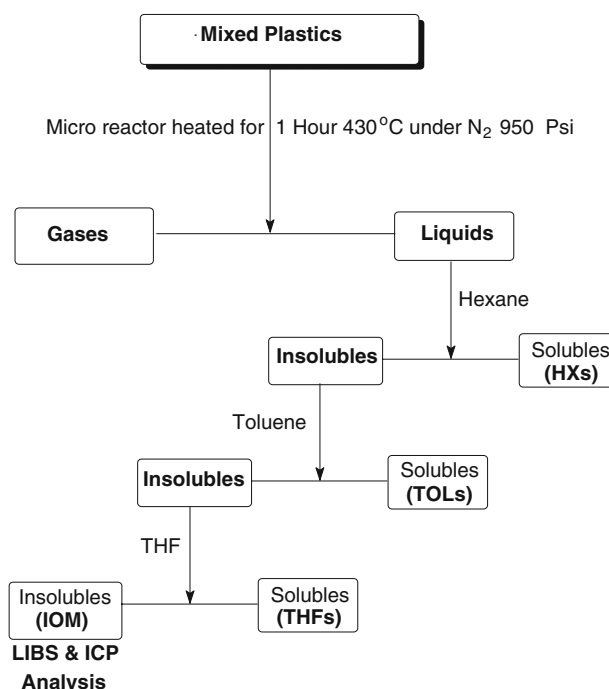 Mixed Plastics
Micro reactor heated for 1 Hour 430°C under N₂ 950 Psi
Gases
Liquids
Hexane
Insolubles
Solubles
(HXs)
Toluene
Insolubles
Solubles
(TOLs)
THF
Insolubles
(IOM)
Solubles
(THFs)
LIBS & ICP
Analysis